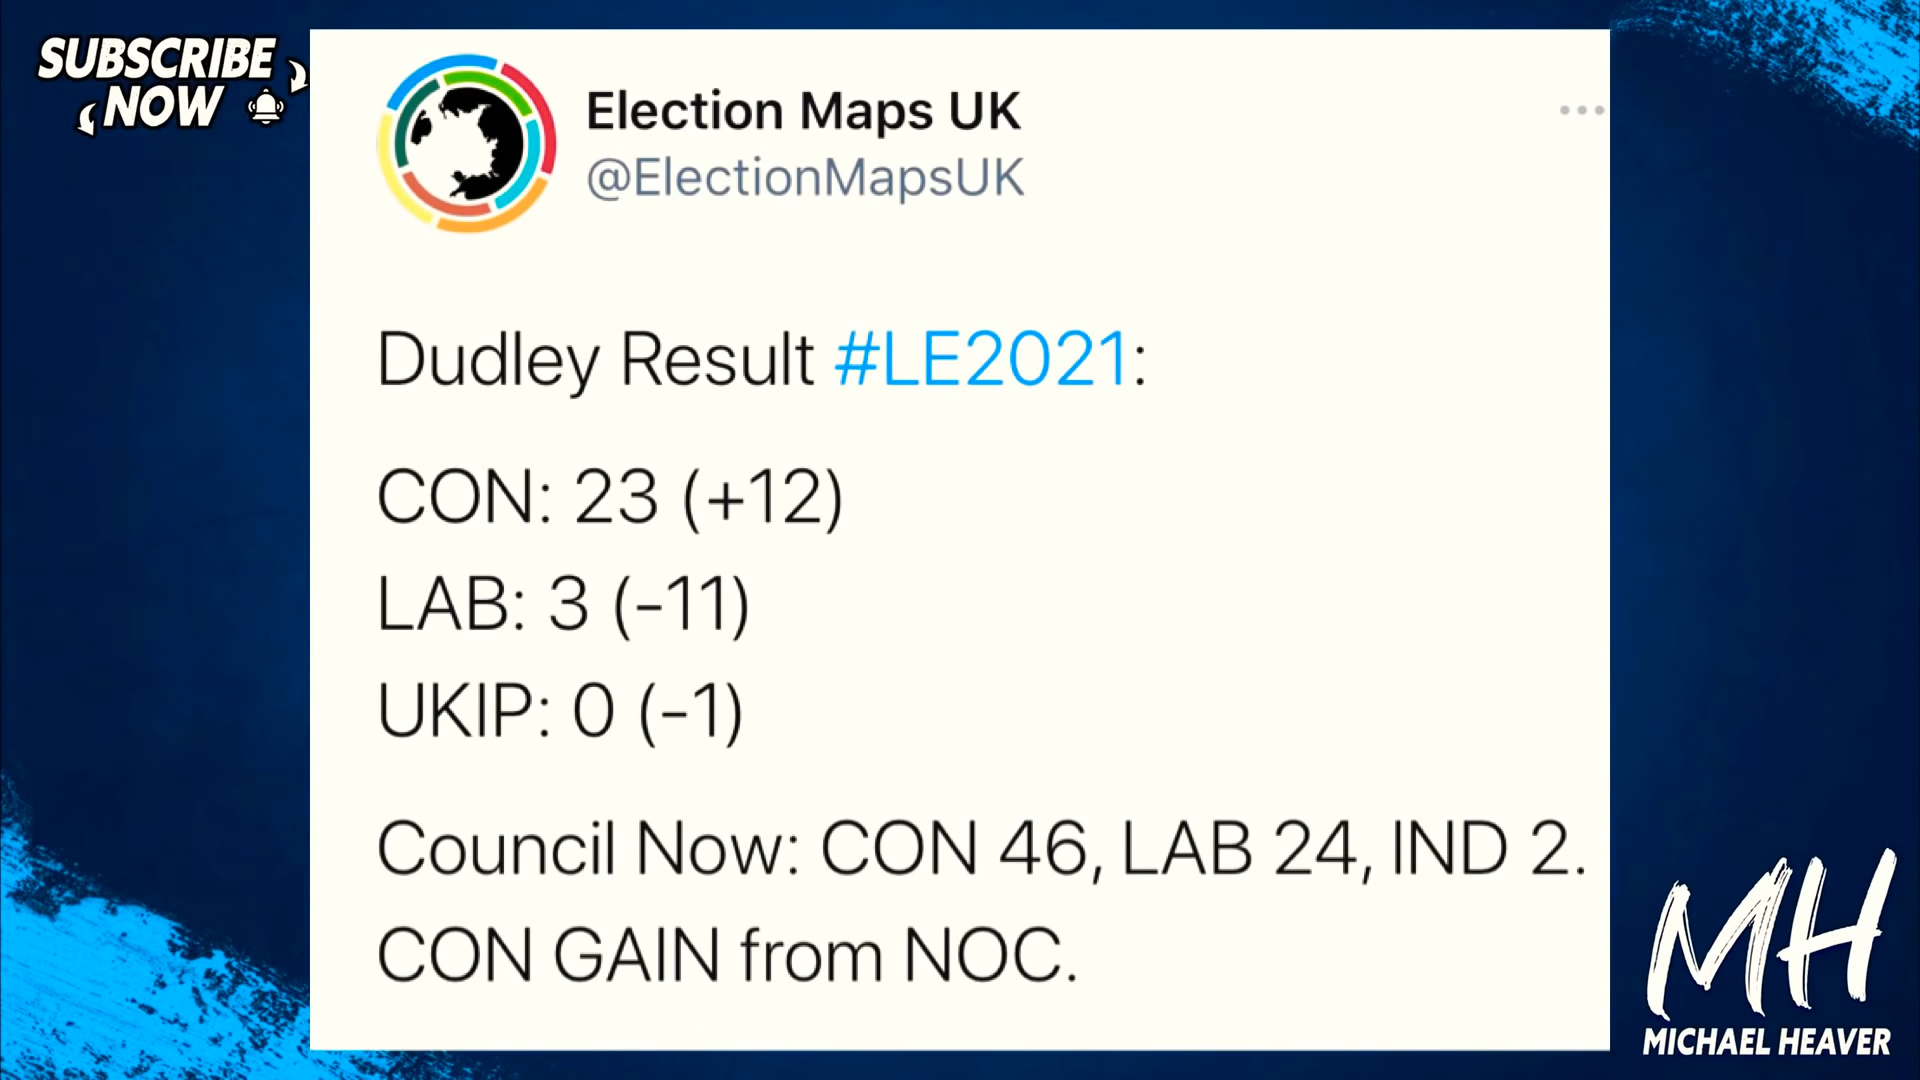 SUBSCRIBE
NOW
Election Maps UK
@ElectionMapsUK
Dudley Result #LE2021:
CON: 23 (+12)
LAB: 3 (-11)
UKIP: 0 (-1)
Council Now: CON 46, LAB 24, IND 2.
CON GAIN from NOC.
MH
MICHAEL HEAVER